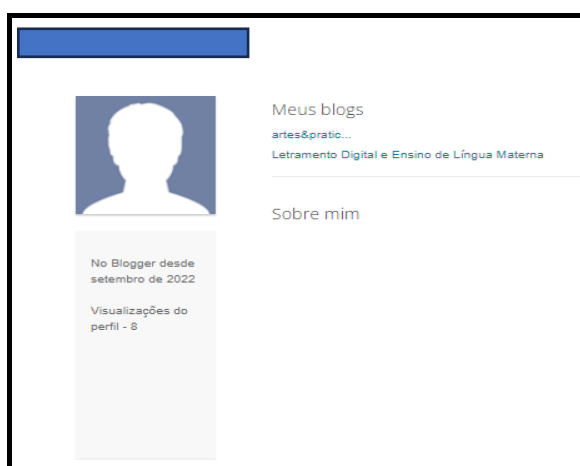 Meus blogs
artes&pratic...
Letramento Digital e Ensino de Língua Materna
Sobre mim
No Blogger desde
setembro de 2022
Visualizações do
perfil - 8